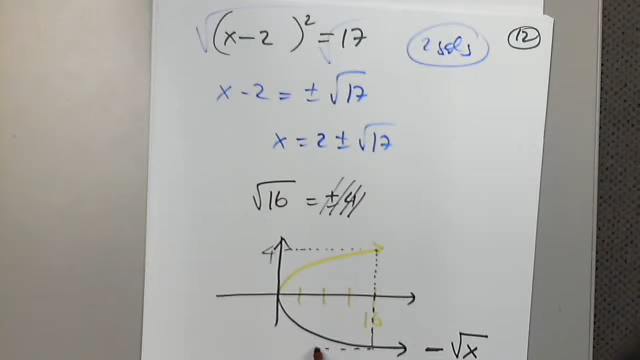 √(x-2 )² = √17 2 sols 12
x - 2 = ± √17
x = 2 ± √17
√16 = ±4
4
16
- √x